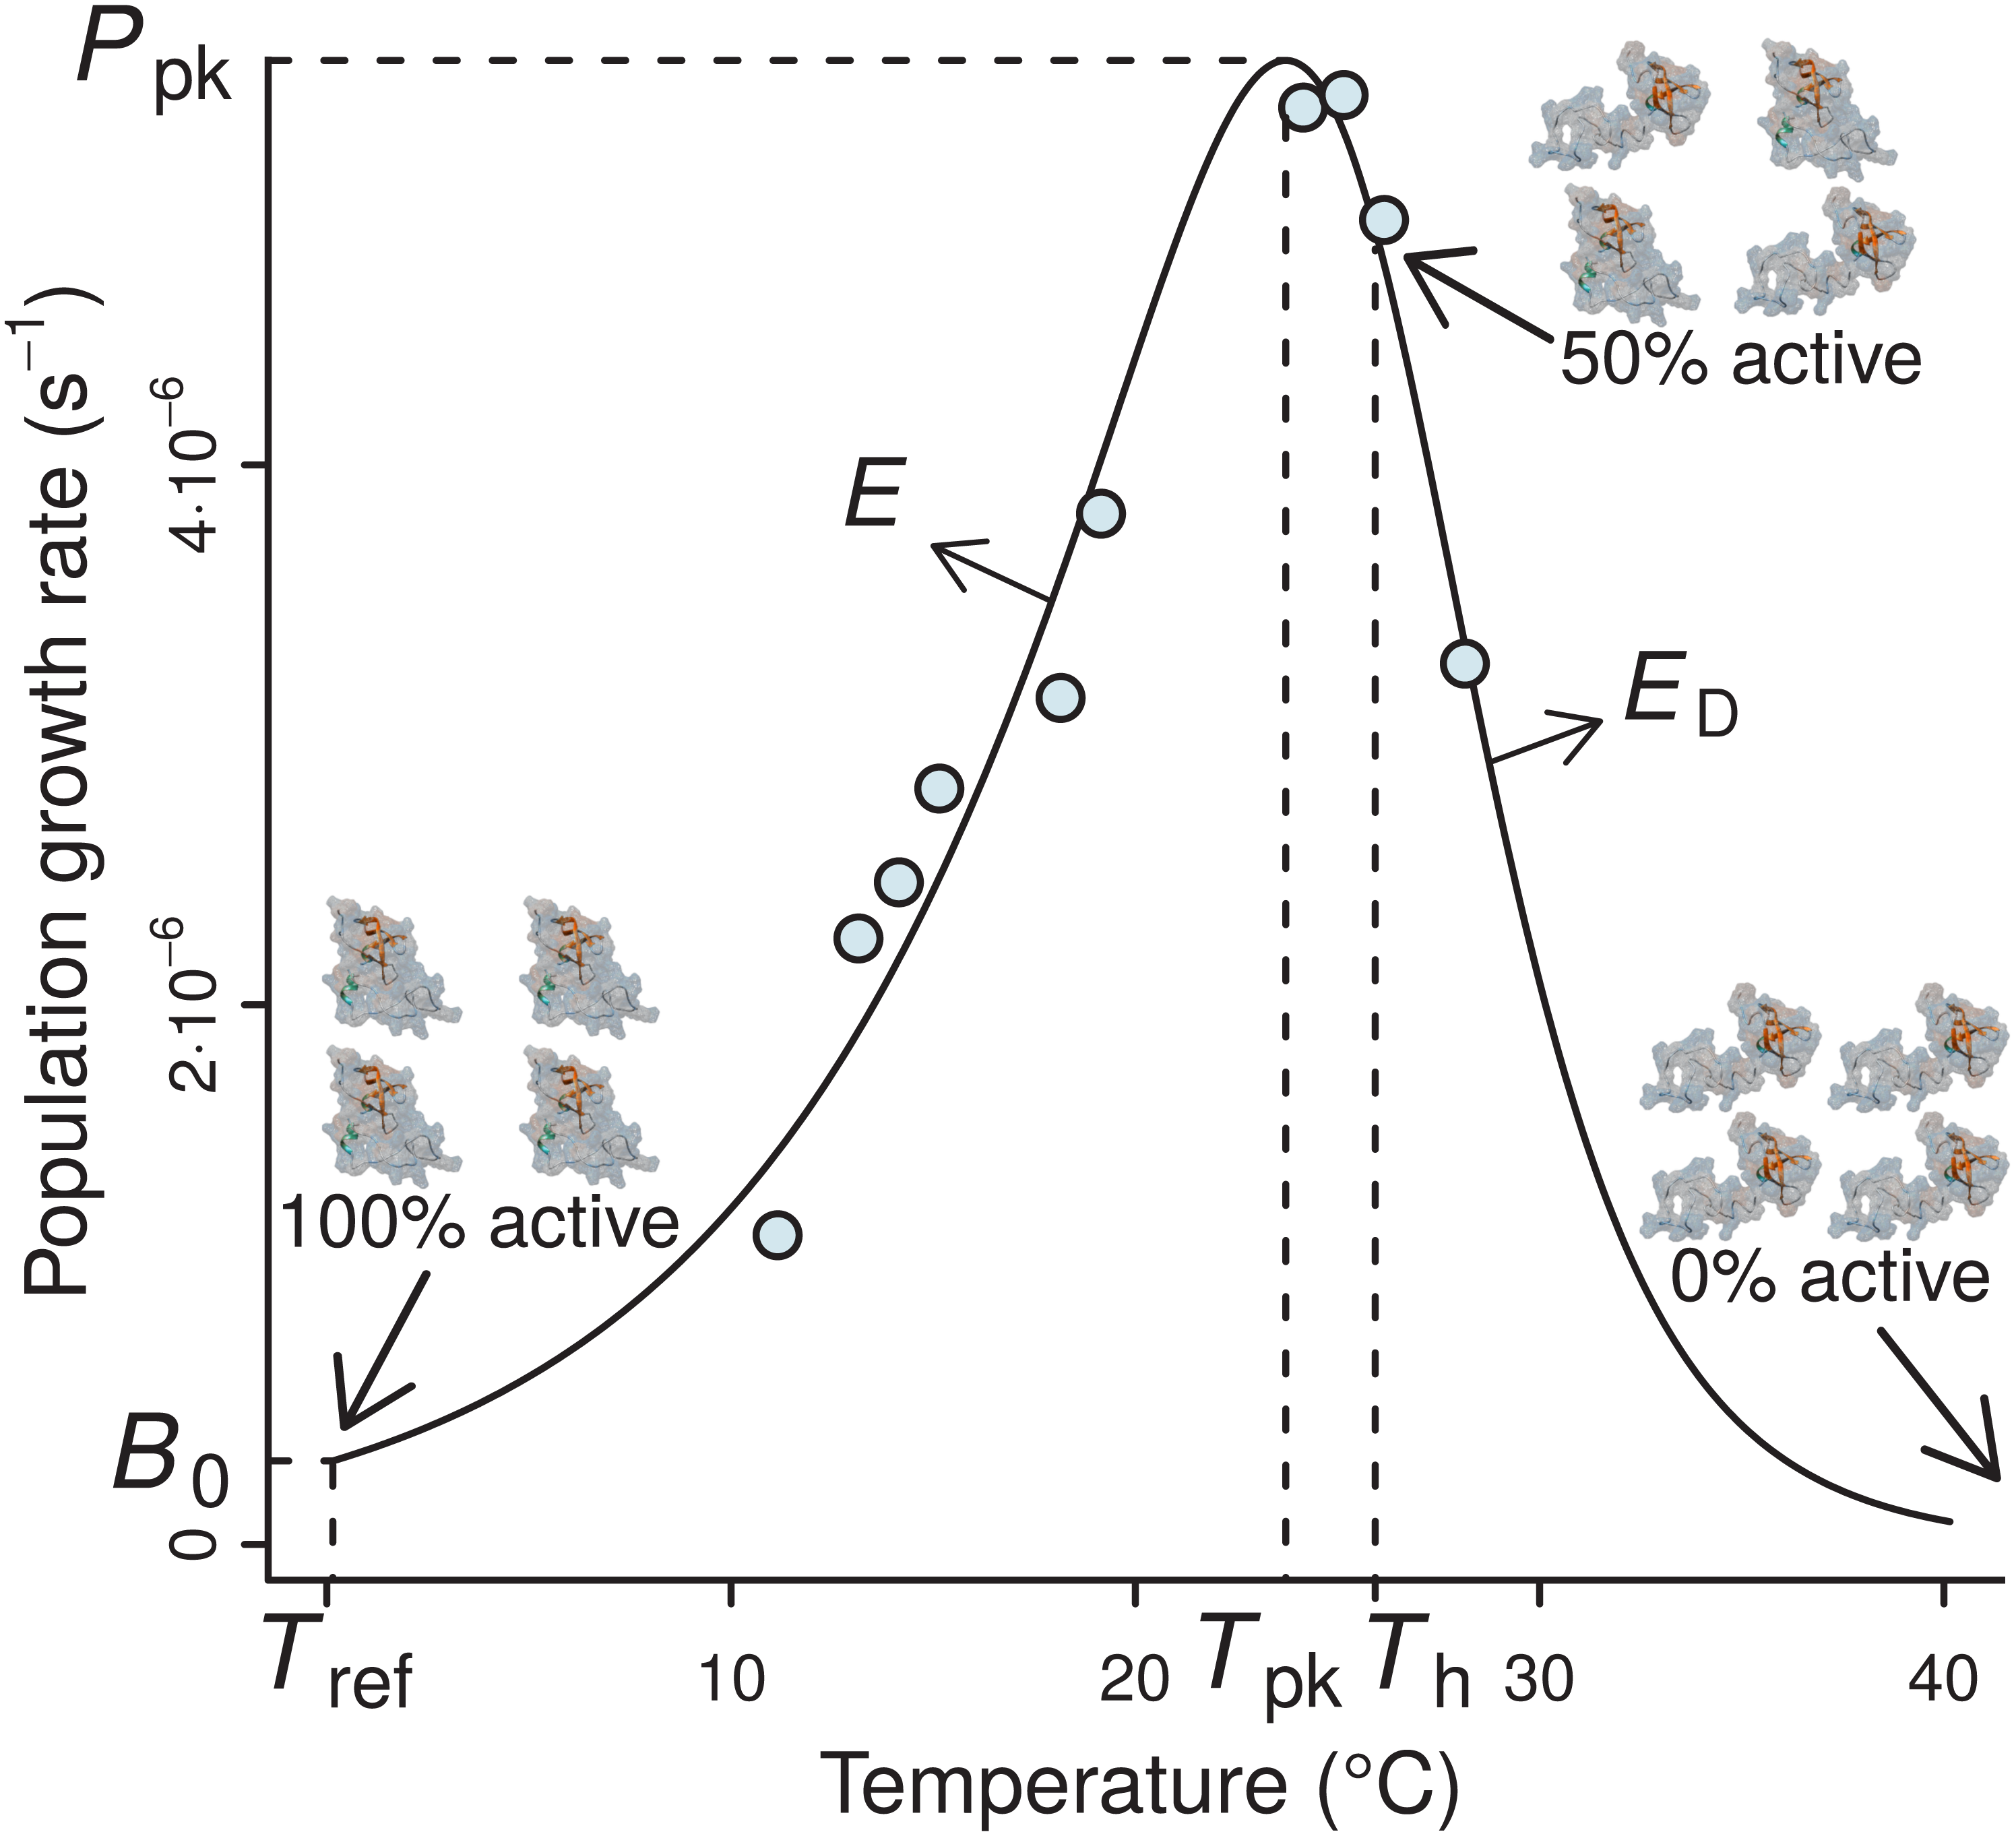 P pk
50% active
E
E D
4·10⁻⁶
Population growth rate (s⁻¹)
2·10⁻⁶
100% active
0% active
B 0
0
T ref 10 20 T pk T h 30 40
Temperature (°C)